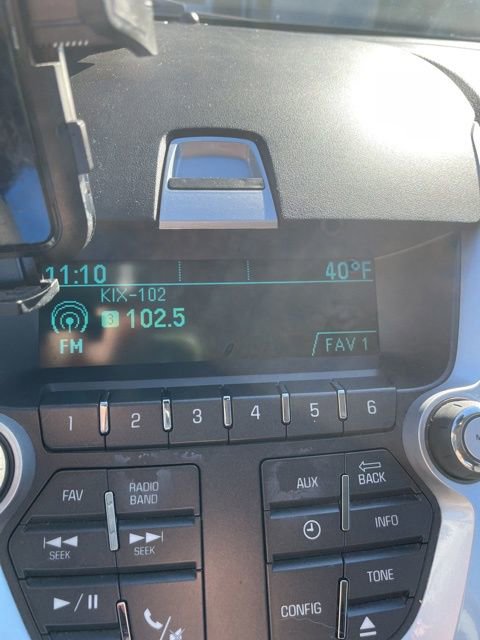 11:10 40°F
KIX-102
3 102.5
FM FAV 1
1 2 3 4 5 6
FAV RADIO BAND AUX BACK
SEEK SEEK INFO
TONE
CONFIG